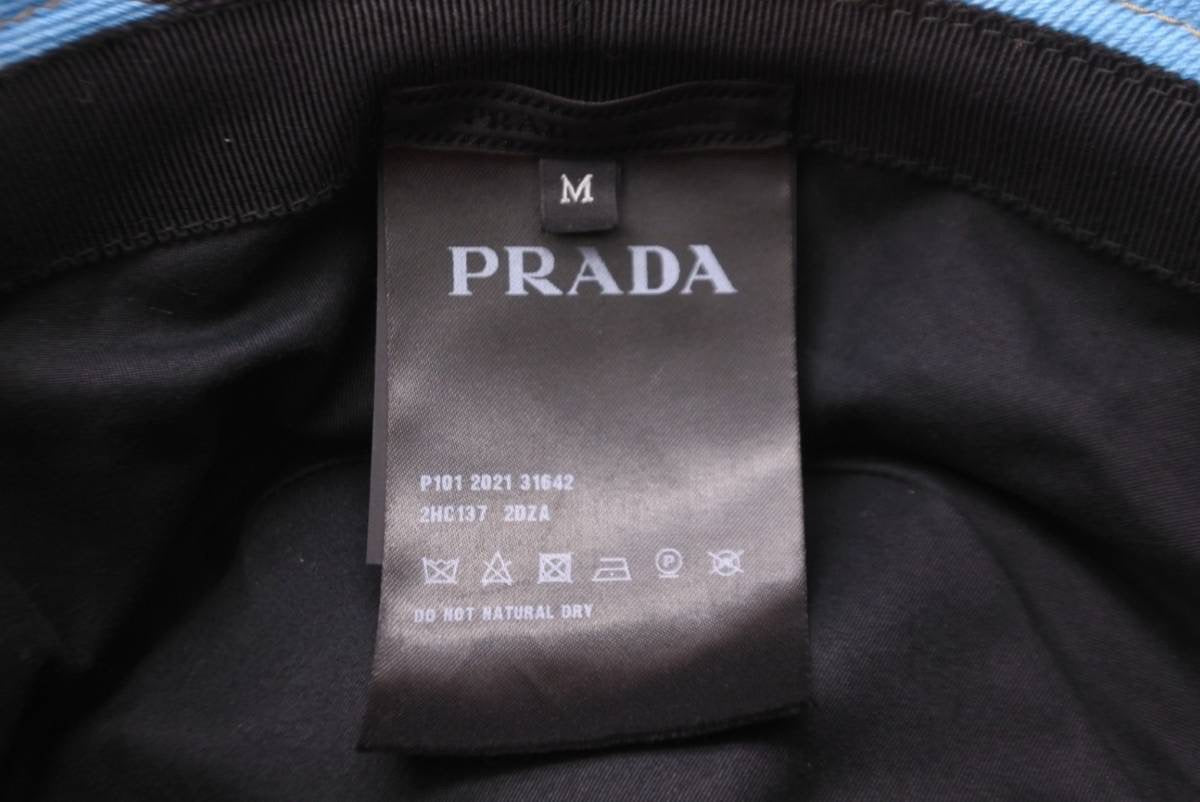 M
PRADA
P101 2021 31642
2HC137 2DZA
P
DO NOT NATURAL DRY